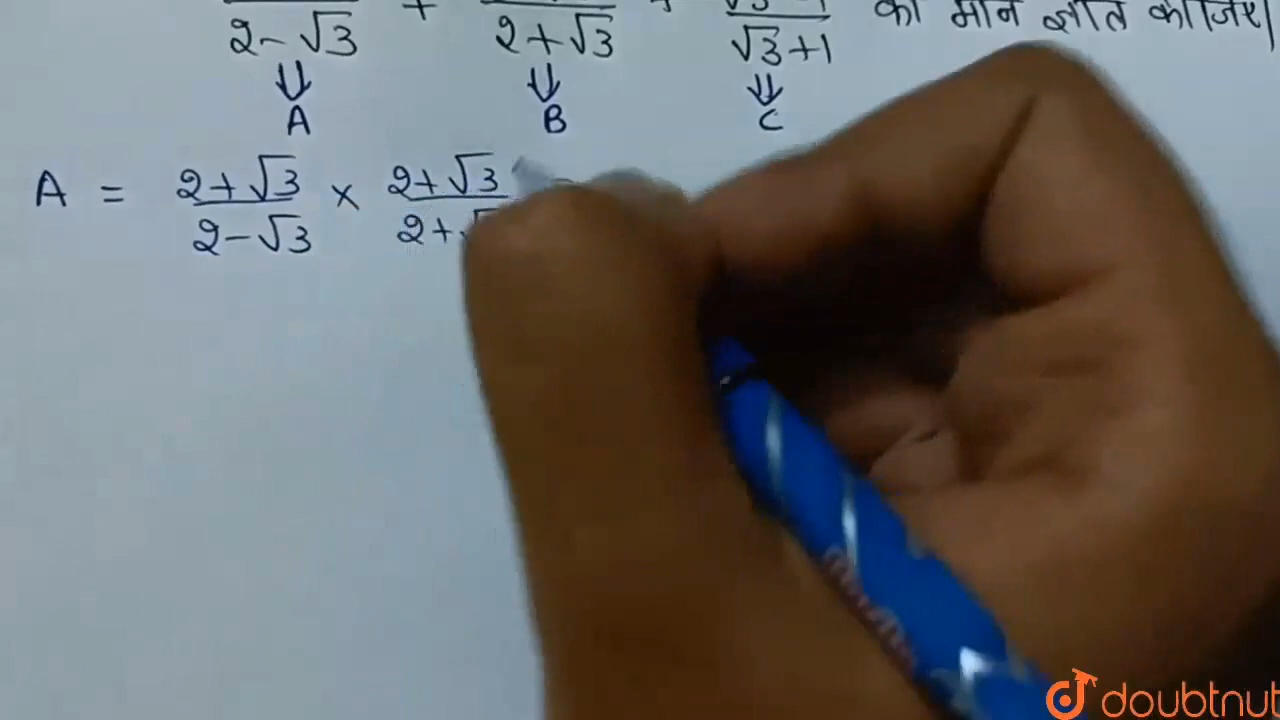 2-√3 + 2+√3 + √3+1 का मान ज्ञात कीजिए।
⇓ ⇓ ⇓
A B C
A = 2+√3 / 2-√3 × 2+√3 / 2+
doubtnut